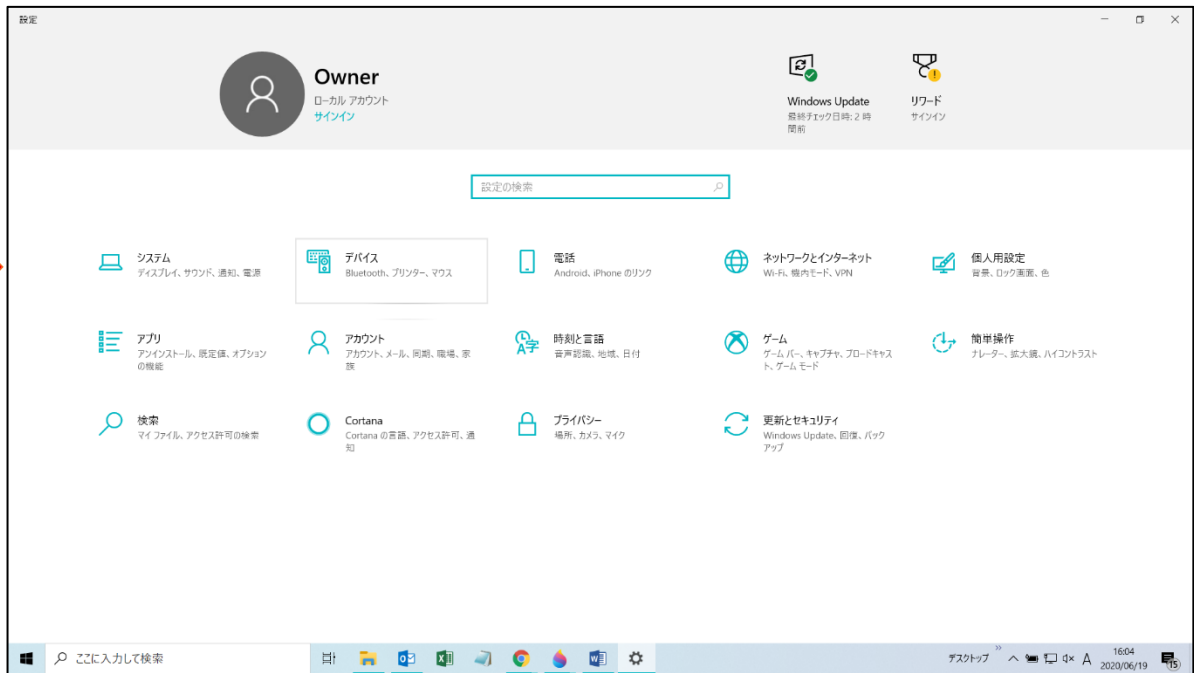 設定
Owner
ローカル アカウント
サインイン
Windows Update
最終チェック日時: 2 時
間前
リワード
サインイン
設定の検索
システム
ディスプレイ、サウンド、通知、電源
デバイス
Bluetooth、プリンター、マウス
電話
Android、iPhone のリンク
ネットワークとインターネット
Wi-Fi、機内モード、VPN
個人用設定
背景、ロック画面、色
アプリ
アンインストール、既定値、オプション
の機能
アカウント
アカウント、メール、同期、職場、家
族
時刻と言語
音声認識、地域、日付
ゲーム
ゲーム バー、キャプチャ、ブロードキャス
ト、ゲーム モード
簡単操作
ナレーター、拡大鏡、ハイコントラスト
検索
マイ ファイル、アクセス許可の検索
Cortana
Cortana の言語、アクセス許可、通
知
プライバシー
場所、カメラ、マイク
更新とセキュリティ
Windows Update、回復、バック
アップ
ここに入力して検索
デスクトップ
A
16:04
2020/06/19
15